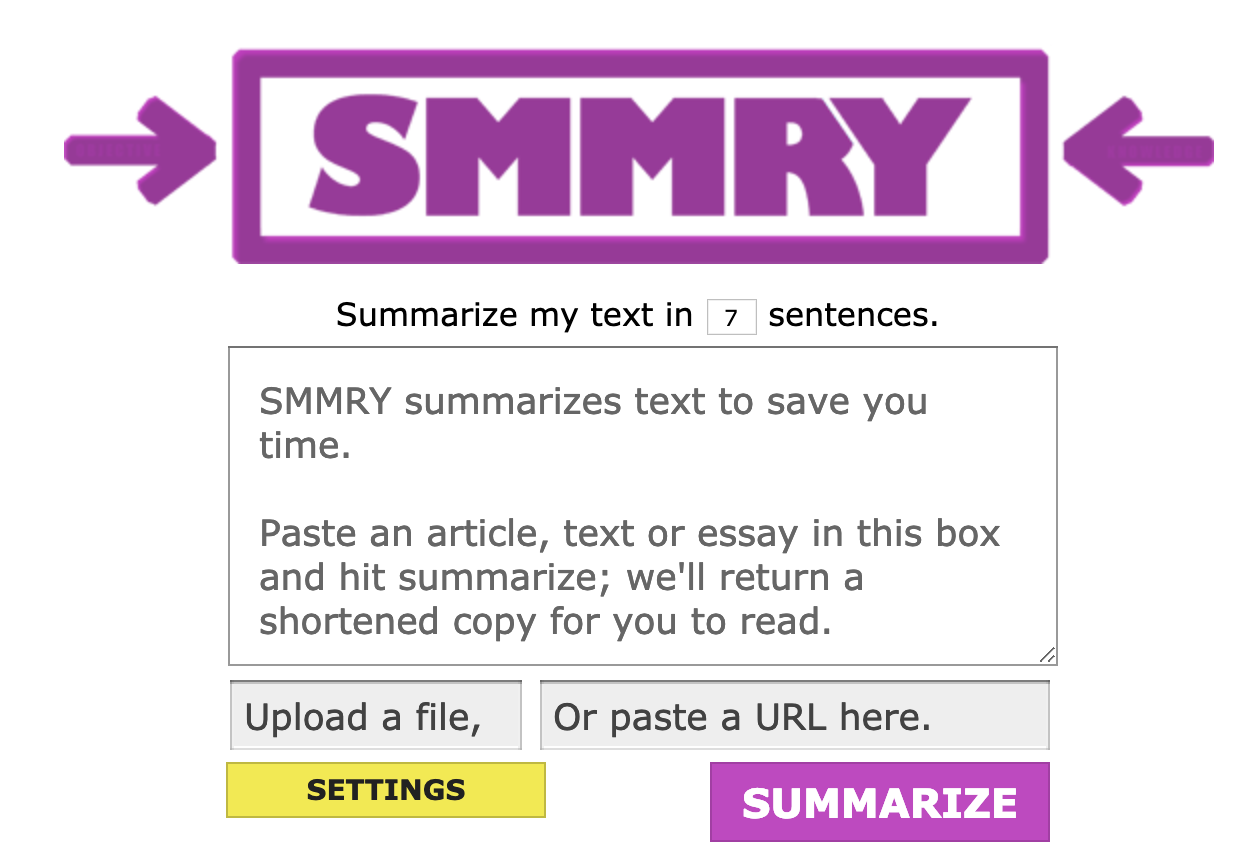 SMMRY
Summarize my text in 7 sentences.
SMMRY summarizes text to save you
time.
Paste an article, text or essay in this box
and hit summarize; we'll return a
shortened copy for you to read.
Upload a file, Or paste a URL here.
SETTINGS SUMMARIZE